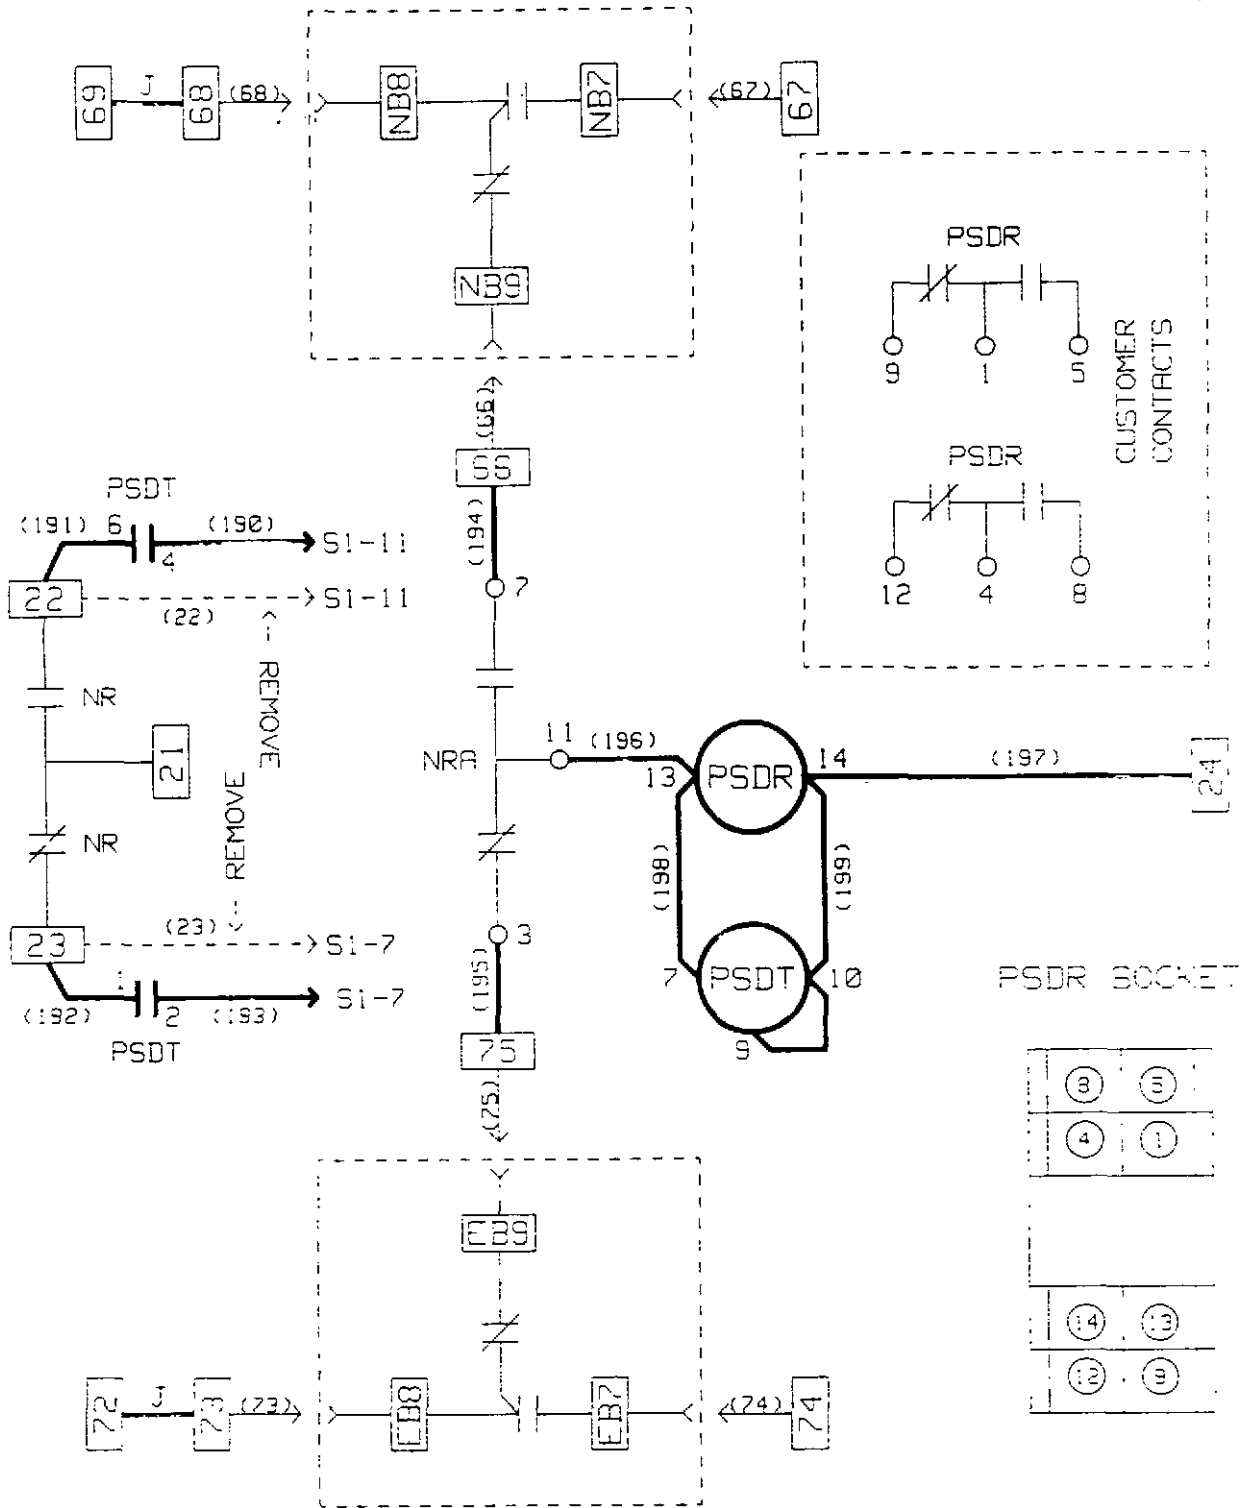 69
J
68
(68)
NB8
NB7
(67)
67
NB9
PSDR
9
1
5
CUSTOMER
CONTACTS
PSDR
12
4
8
(66)
66
(194)
7
PSDT
(191)
6
4
(190)
S1-11
22
(22)
S1-11
<-- REMOVE
NR
21
NR
<-- REMOVE
23
(23)
S1-7
(192)
1
2
(193)
S1-7
PSDT
NRA
11
(196)
13
PSDR
14
(197)
24
(198)
(199)
3
(195)
75
(75)
7
PSDT
10
9
PSDR SOCKET
8
5
4
1
14
13
12
9
EB9
72
J
73
(73)
EB8
EB7
(74)
74